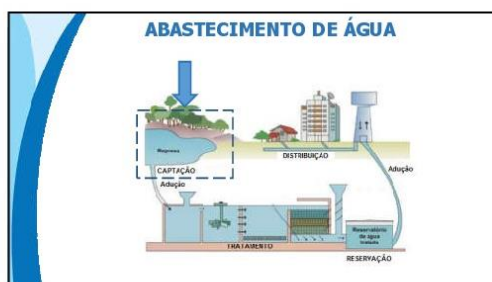 ABASTECIMENTO DE ÁGUA
Represa
CAPTAÇÃO
Adução
DISTRIBUIÇÃO
Adução
TRATAMENTO
Reservatório
de água
tratada
RESERVAÇÃO